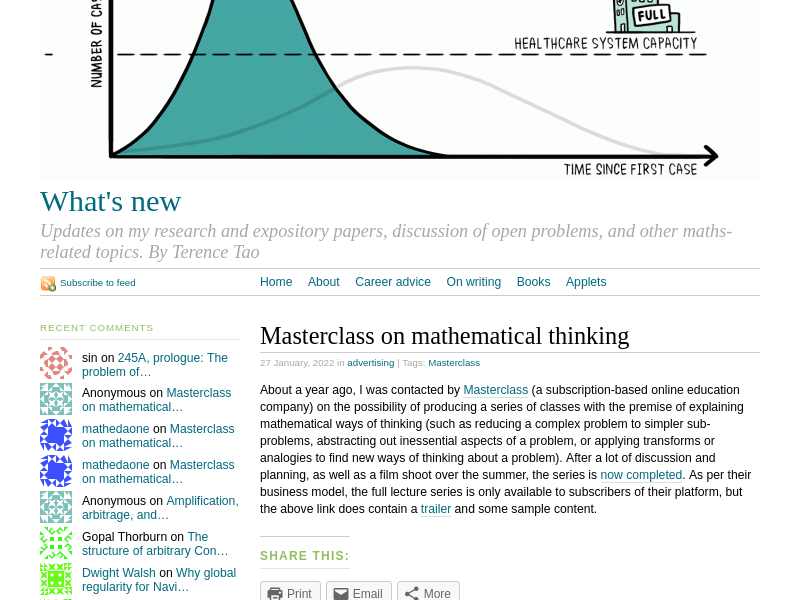 NUMBER OF CAS
FULL
HEALTHCARE SYSTEM CAPACITY
TIME SINCE FIRST CASE
What's new
Updates on my research and expository papers, discussion of open problems, and other maths-
related topics. By Terence Tao
Subscribe to feed
Home About Career advice On writing Books Applets
RECENT COMMENTS
sin on 245A, prologue: The
problem of…
Anonymous on Masterclass
on mathematical…
mathedaone on Masterclass
on mathematical…
mathedaone on Masterclass
on mathematical…
Anonymous on Amplification,
arbitrage, and…
Gopal Thorburn on The
structure of arbitrary Con…
Dwight Walsh on Why global
regularity for Navi…
Masterclass on mathematical thinking
27 January, 2022 in advertising | Tags: Masterclass
About a year ago, I was contacted by Masterclass (a subscription-based online education
company) on the possibility of producing a series of classes with the premise of explaining
mathematical ways of thinking (such as reducing a complex problem to simpler sub-
problems, abstracting out inessential aspects of a problem, or applying transforms or
analogies to find new ways of thinking about a problem). After a lot of discussion and
planning, as well as a film shoot over the summer, the series is now completed. As per their
business model, the full lecture series is only available to subscribers of their platform, but
the above link does contain a trailer and some sample content.
SHARE THIS:
Print Email More